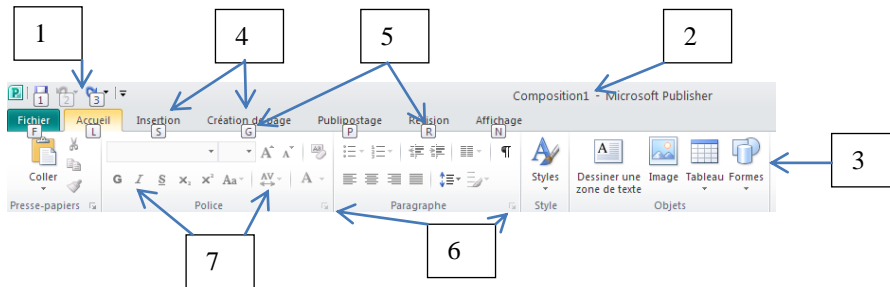 1
4
5
2
Composition1 - Microsoft Publisher
1 2 3
Fichier Accueil Insertion Création de page Publipostage Révision Affichage
F L S G P R N
Coller
G I S X₂ X² Aa AV A
Styles
Dessiner une zone de texte
Image Tableau Formes
Presse-papiers Police Paragraphe Style Objets
3
7
6